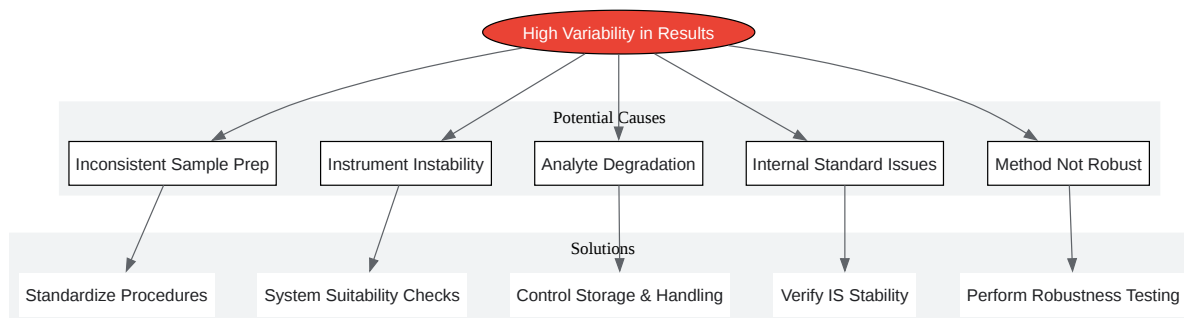 High Variability in Results
Potential Causes
Inconsistent Sample Prep
Instrument Instability
Analyte Degradation
Internal Standard Issues
Method Not Robust
Solutions
Standardize Procedures
System Suitability Checks
Control Storage & Handling
Verify IS Stability
Perform Robustness Testing